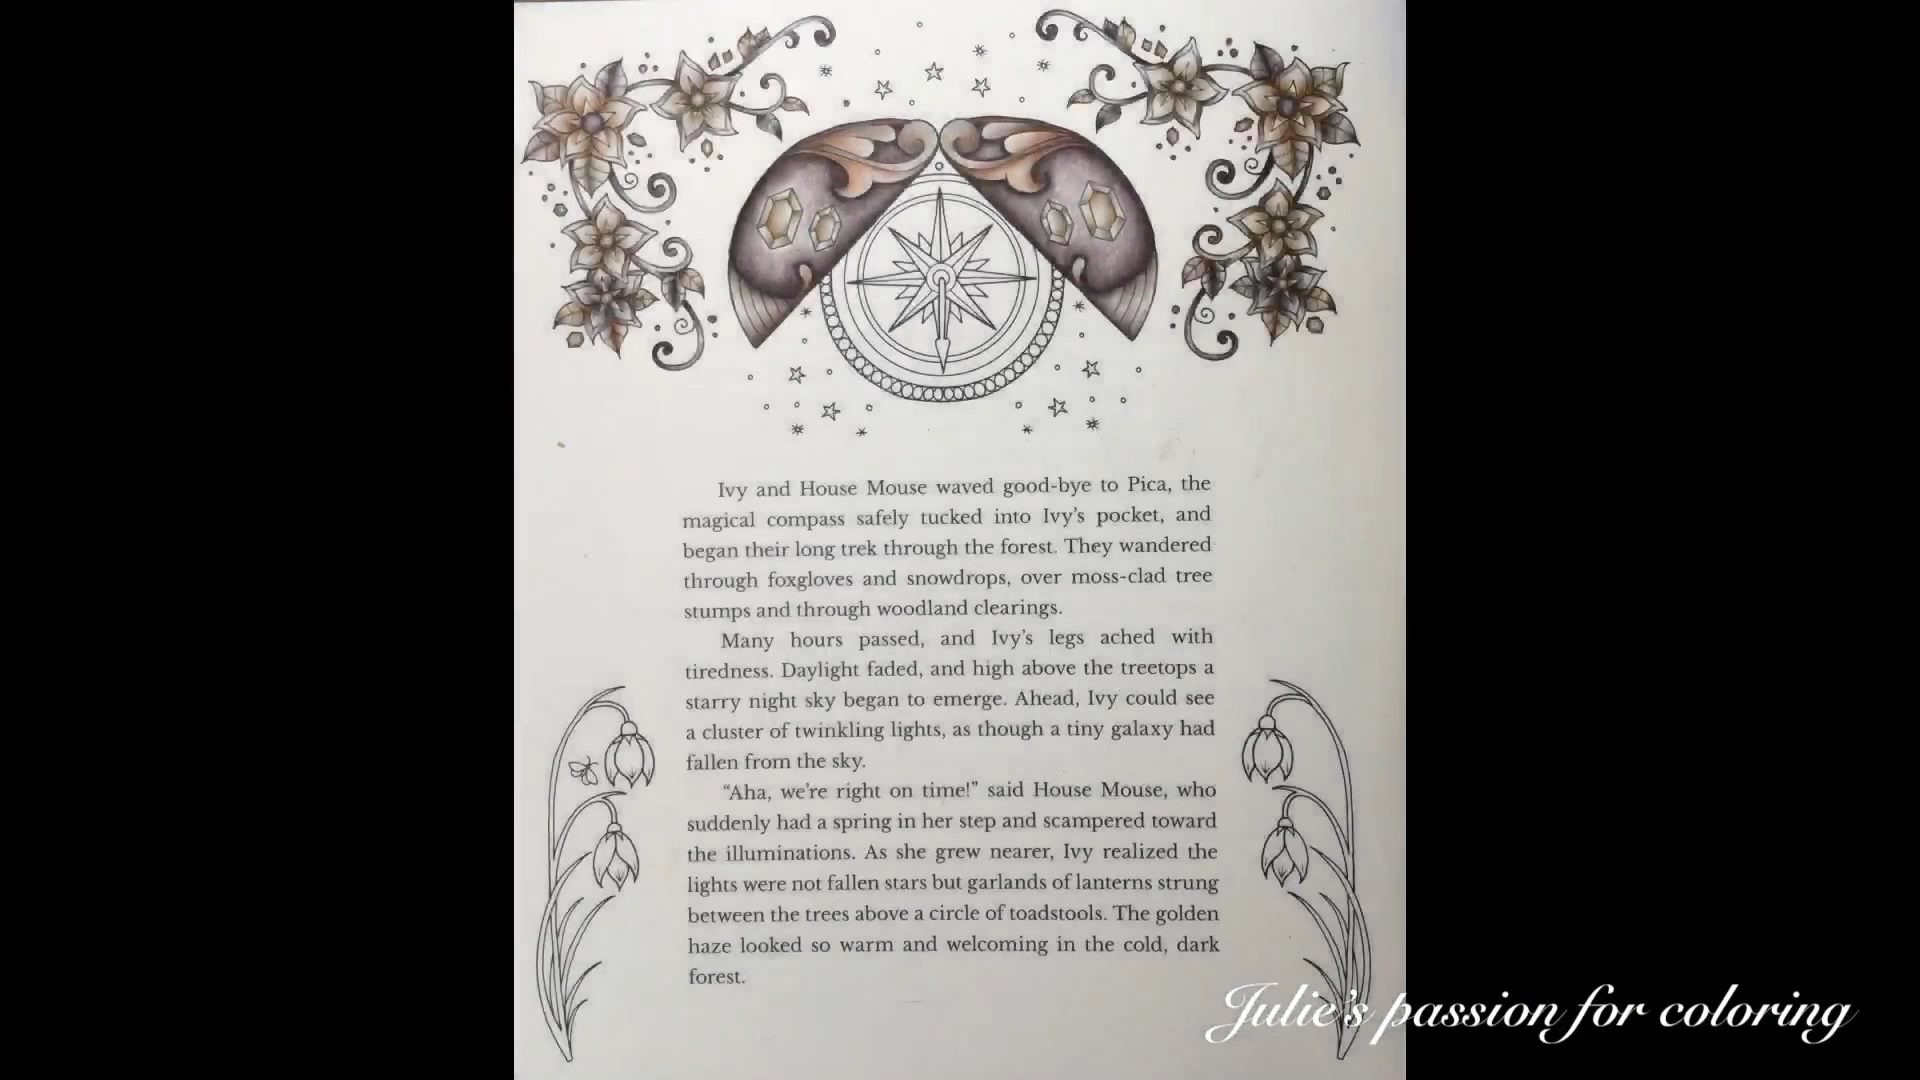 Ivy and House Mouse waved good-bye to Pica, the
magical compass safely tucked into Ivy’s pocket, and
began their long trek through the forest. They wandered
through foxgloves and snowdrops, over moss-clad tree
stumps and through woodland clearings.
Many hours passed, and Ivy’s legs ached with
tiredness. Daylight faded, and high above the treetops a
starry night sky began to emerge. Ahead, Ivy could see
a cluster of twinkling lights, as though a tiny galaxy had
fallen from the sky.
“Aha, we’re right on time!” said House Mouse, who
suddenly had a spring in her step and scampered toward
the illuminations. As she grew nearer, Ivy realized the
lights were not fallen stars but garlands of lanterns strung
between the trees above a circle of toadstools. The golden
haze looked so warm and welcoming in the cold, dark
forest.
Julie’s passion for coloring